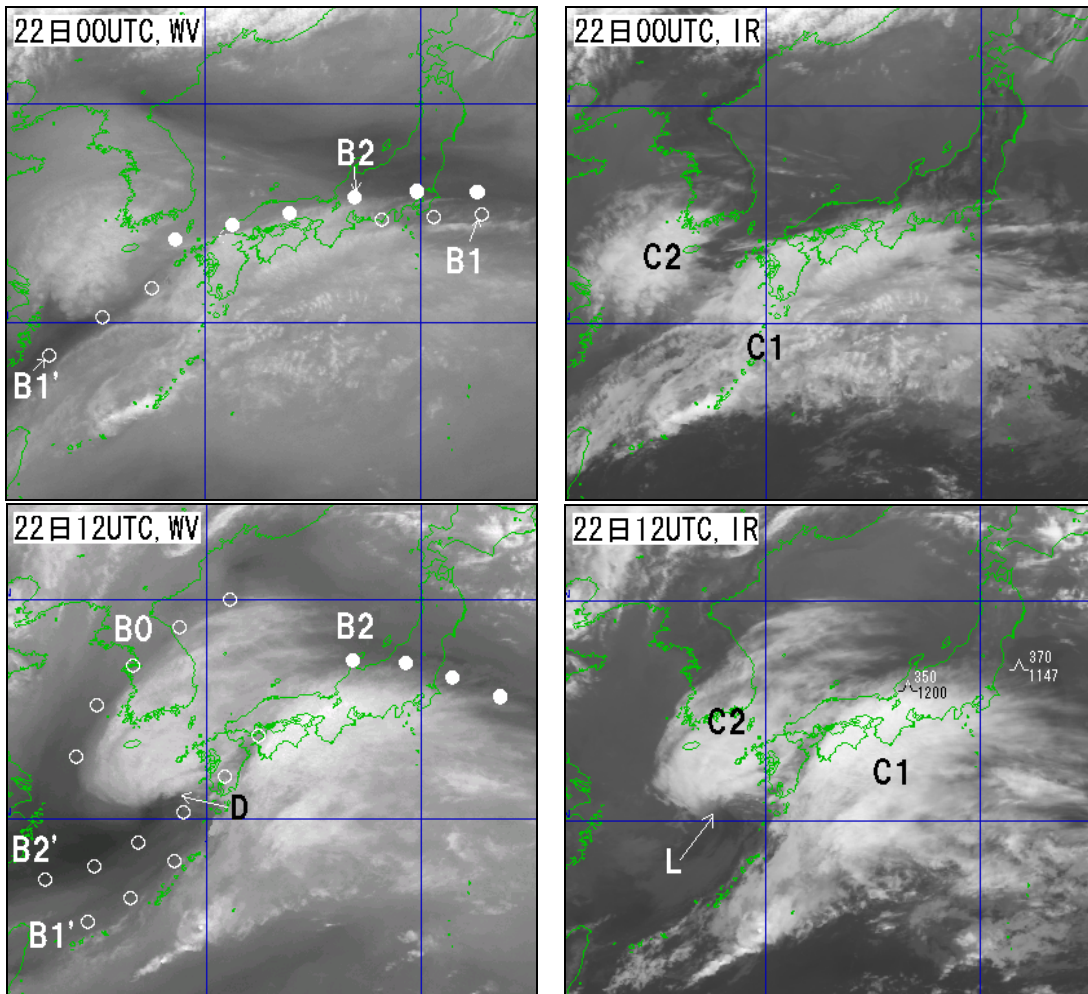 22日00UTC, WV
B2
B1
B1'
22日00UTC, IR
C2
C1
22日12UTC, WV
B0
B2
D
B2'
B1'
22日12UTC, IR
370
1147
350
1200
C2
C1
L